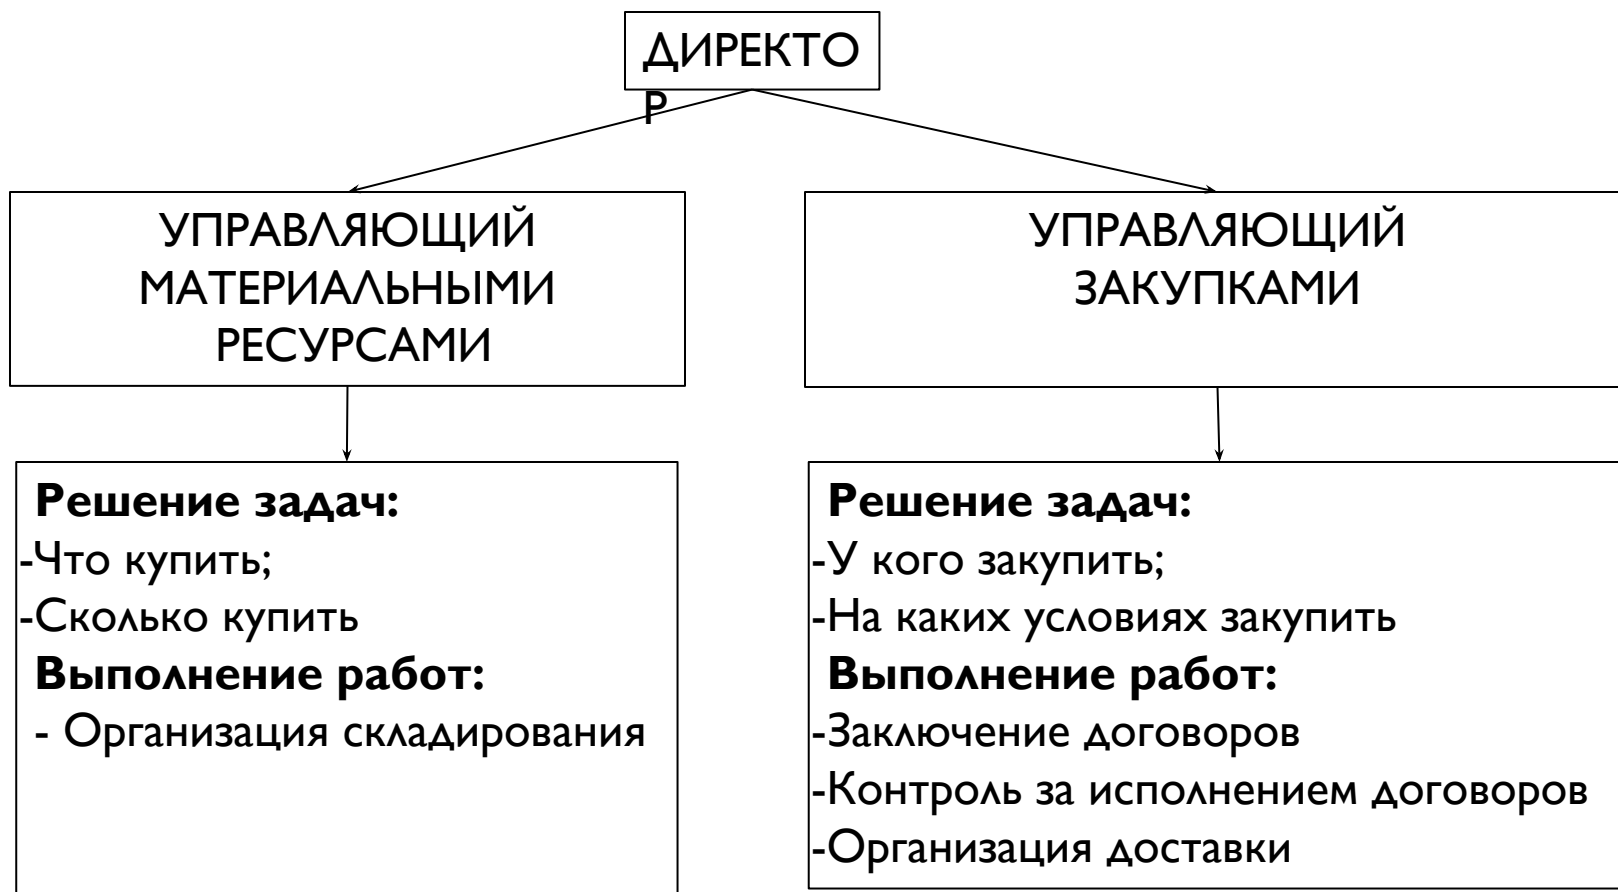 ДИРЕКТО
Р
УПРАВЛЯЮЩИЙ
МАТЕРИАЛЬНЫМИ
РЕСУРСАМИ
УПРАВЛЯЮЩИЙ
ЗАКУПКАМИ
Решение задач:
-Что купить;
-Сколько купить
Выполнение работ:
- Организация складирования
Решение задач:
-У кого закупить;
-На каких условиях закупить
Выполнение работ:
-Заключение договоров
-Контроль за исполнением договоров
-Организация доставки